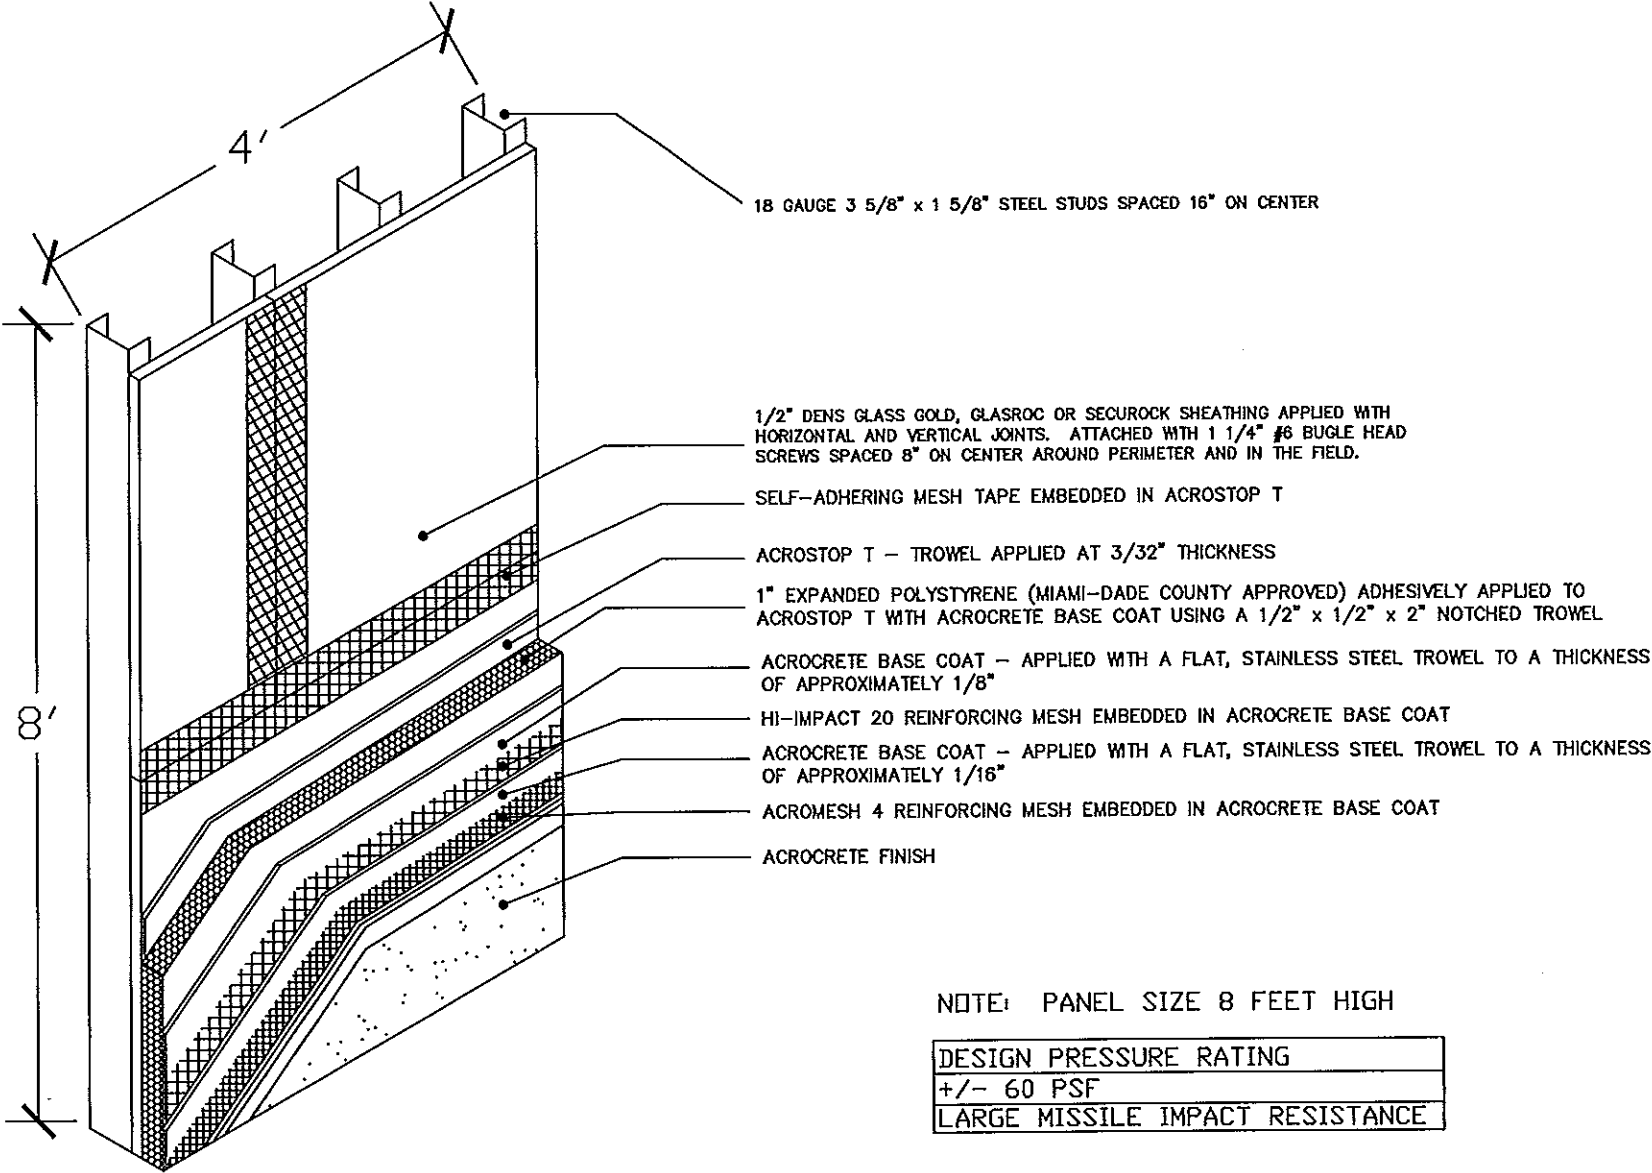 4'
18 GAUGE 3 5/8" x 1 5/8" STEEL STUDS SPACED 16" ON CENTER
1/2" DENS GLASS GOLD, GLASROC OR SECUROCK SHEATHING APPLIED WITH
HORIZONTAL AND VERTICAL JOINTS. ATTACHED WITH 1 1/4" #6 BUGLE HEAD
SCREWS SPACED 8" ON CENTER AROUND PERIMETER AND IN THE FIELD.
SELF-ADHERING MESH TAPE EMBEDDED IN ACROSTOP T
ACROSTOP T - TROWEL APPLIED AT 3/32" THICKNESS
1" EXPANDED POLYSTYRENE (MIAMI-DADE COUNTY APPROVED) ADHESIVELY APPLIED TO
ACROSTOP T WITH ACROCRETE BASE COAT USING A 1/2" x 1/2" x 2" NOTCHED TROWEL
ACROCRETE BASE COAT - APPLIED WITH A FLAT, STAINLESS STEEL TROWEL TO A THICKNESS
OF APPROXIMATELY 1/8"
8'
HI-IMPACT 20 REINFORCING MESH EMBEDDED IN ACROCRETE BASE COAT
ACROCRETE BASE COAT - APPLIED WITH A FLAT, STAINLESS STEEL TROWEL TO A THICKNESS
OF APPROXIMATELY 1/16"
ACROMESH 4 REINFORCING MESH EMBEDDED IN ACROCRETE BASE COAT
ACROCRETE FINISH
NOTE: PANEL SIZE 8 FEET HIGH
DESIGN PRESSURE RATING
+/- 60 PSF
LARGE MISSILE IMPACT RESISTANCE